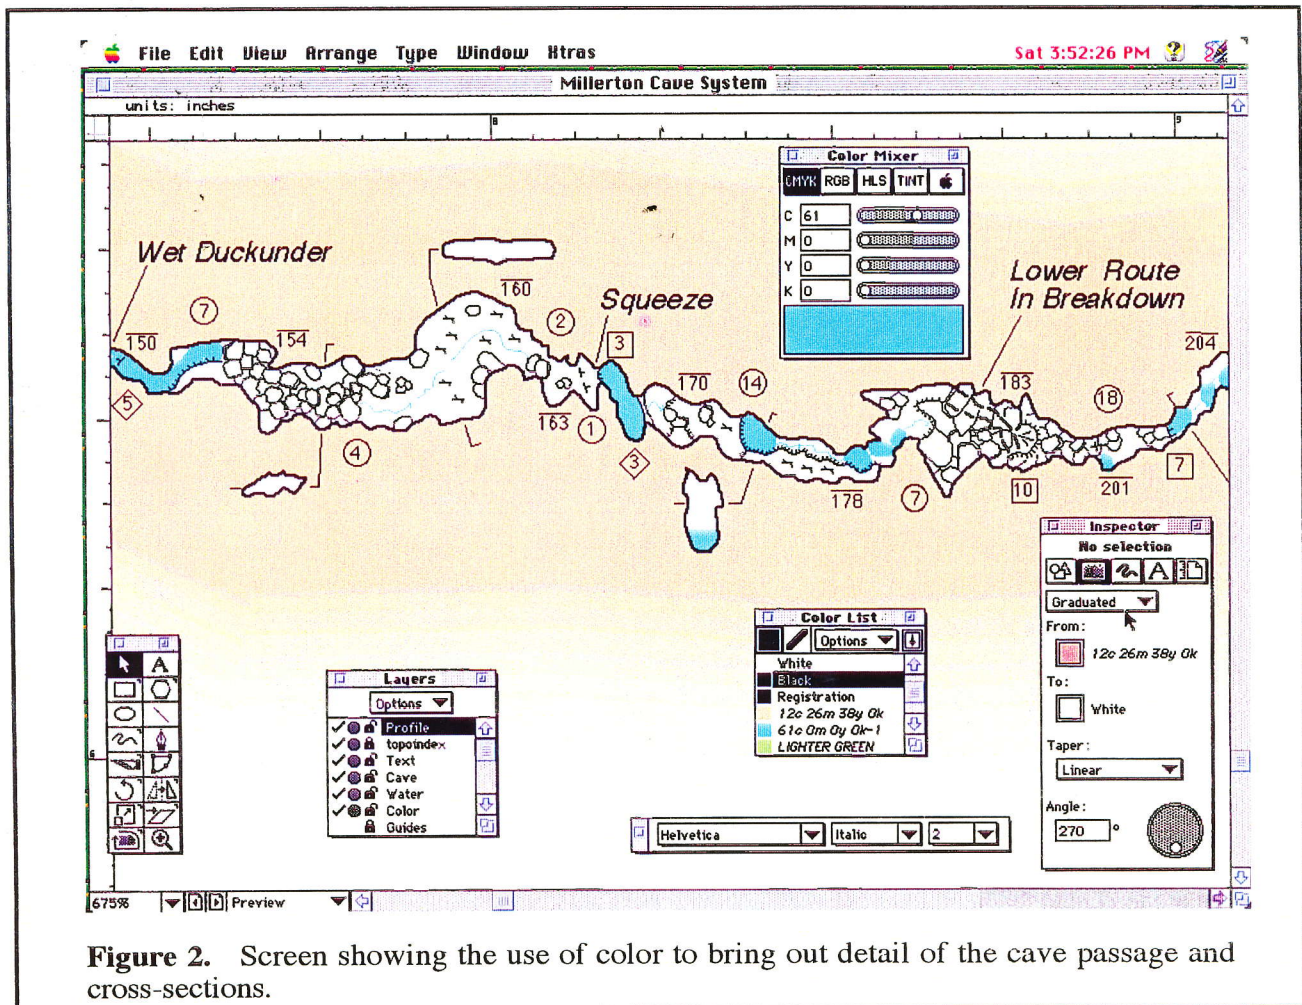 File Edit View Arrange Type Window Xtras Sat 3:52:26 PM
Millerton Cave System
units: inches
8 9
Color Mixer
CMYK RGB HLS TINT
C 61
M 0
Y 0
K 0
Wet Duckunder
Squeeze
Lower Route
In Breakdown
150 7 154 160 2 3 170 14 183 18 204
5 4 163 1 3 178 7 10 201 7
6
Inspector
No selection
A
Graduated
From:
12c 26m 38y 0k
To:
White
Taper:
Linear
Angle:
270°
Color List
Options
White
Black
Registration
12c 26m 38y 0k
61c 0m 0y 0k-1
LIGHTER GREEN
A
Layers
Options
Profile
topoindex
Text
Cave
Water
Color
Guides
Helvetica Italic 2
675% Preview
Figure 2. Screen showing the use of color to bring out detail of the cave passage and
cross-sections.